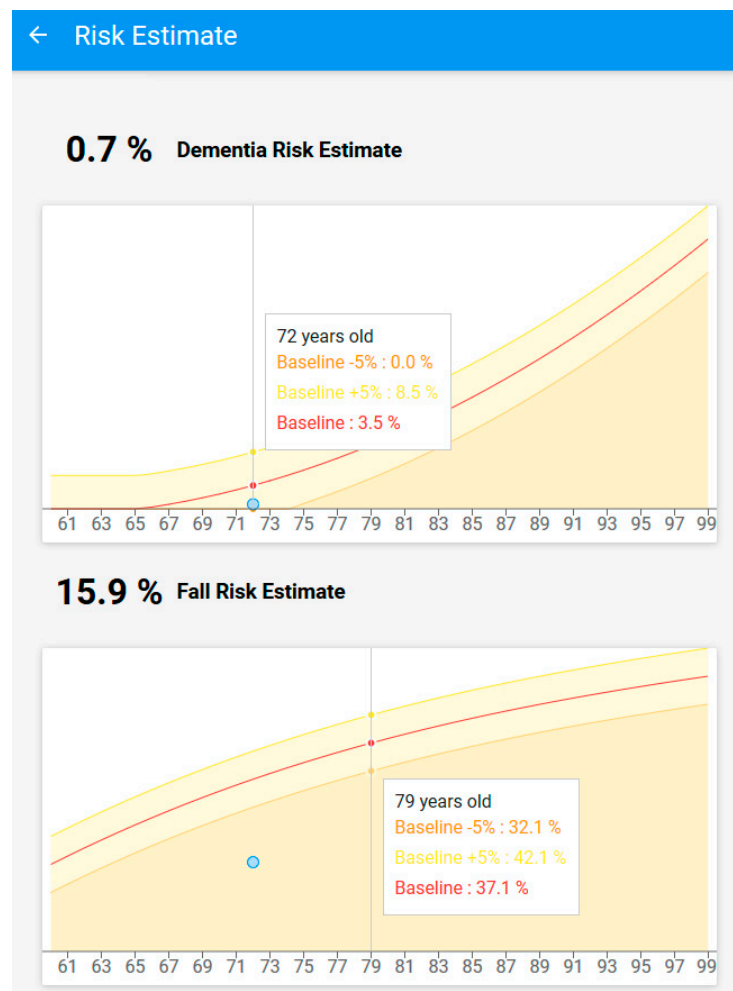 ← Risk Estimate
0.7 % Dementia Risk Estimate
72 years old
Baseline -5% : 0.0 %
Baseline +5% : 8.5 %
Baseline : 3.5 %
61 63 65 67 69 71 73 75 77 79 81 83 85 87 89 91 93 95 97 99
15.9 % Fall Risk Estimate
79 years old
Baseline -5% : 32.1 %
Baseline +5% : 42.1 %
Baseline : 37.1 %
61 63 65 67 69 71 73 75 77 79 81 83 85 87 89 91 93 95 97 99